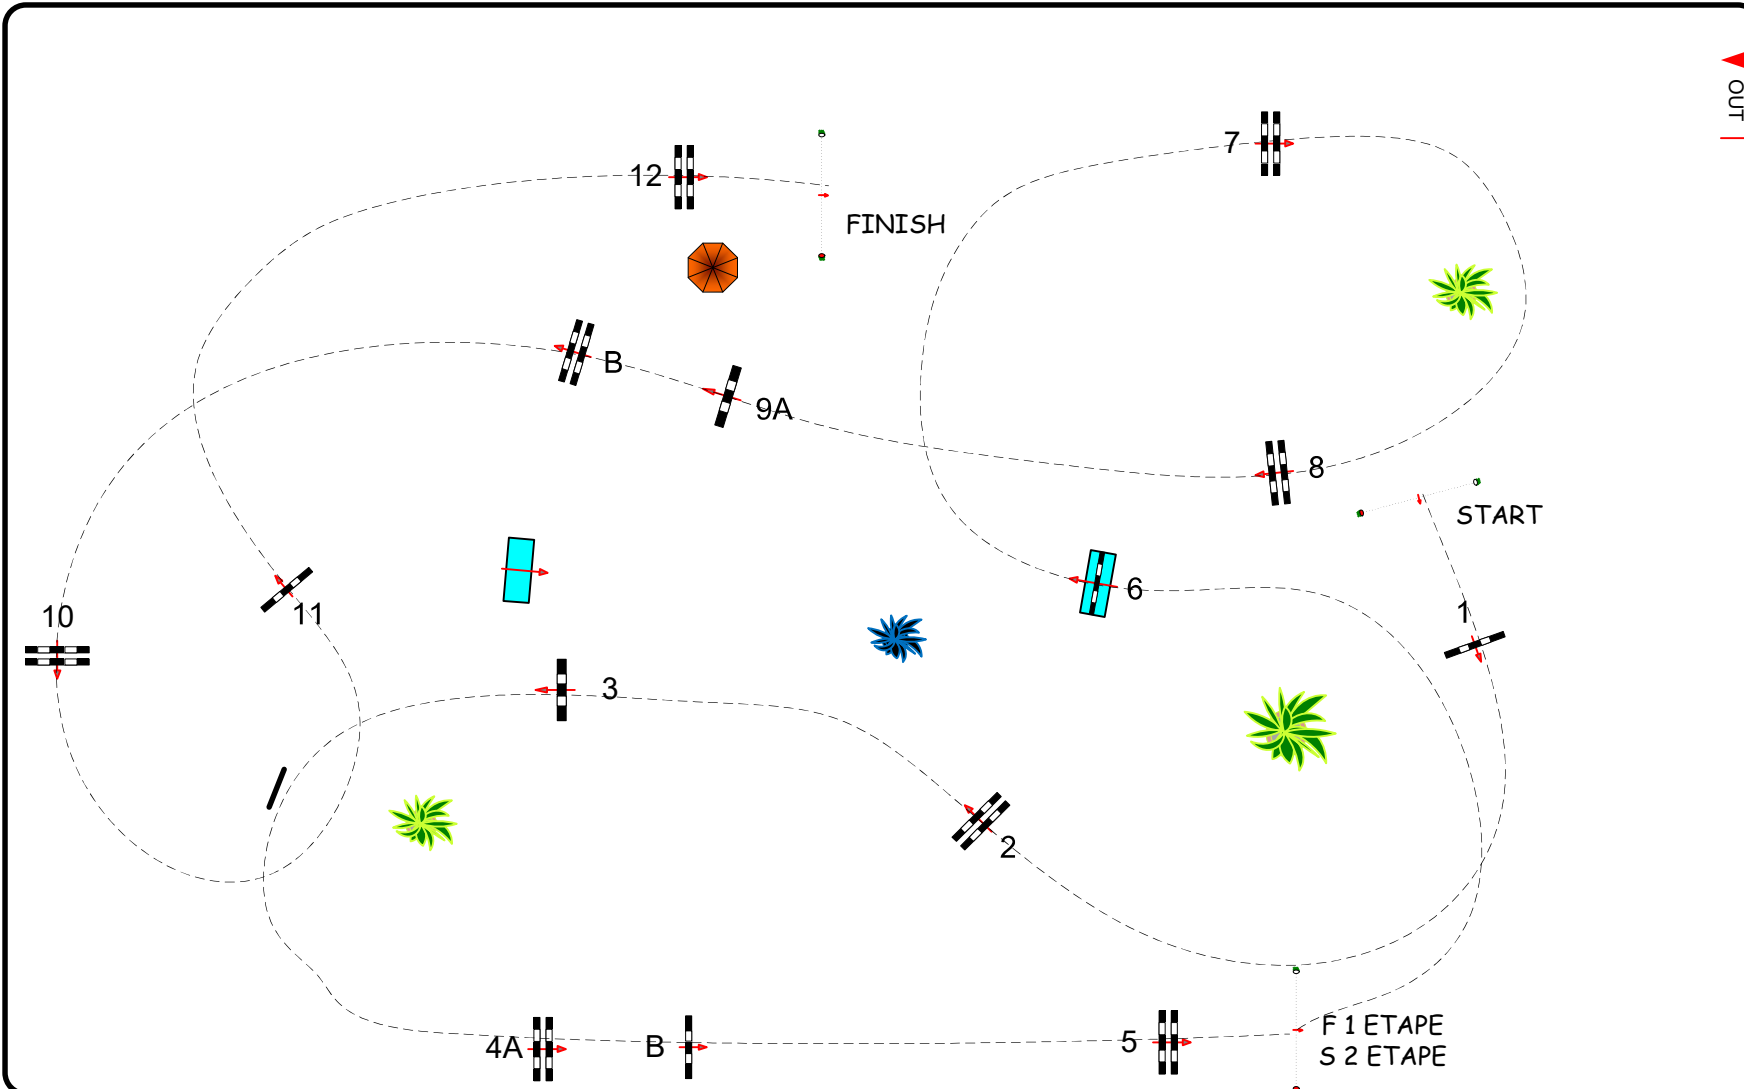 OUT
7
12
FINISH
B
9A
8
START
6
10
11
1
3
2
4A
B
5
F 1 ETAPE
S 2 ETAPE